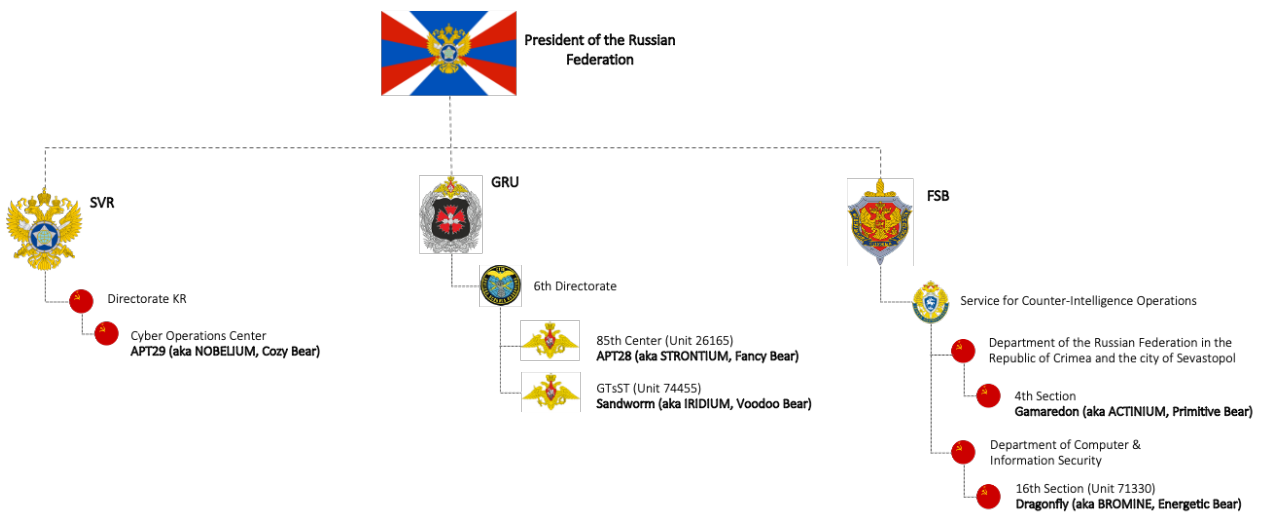 President of the Russian
Federation
SVR
Directorate KR
Cyber Operations Center
APT29 (aka NOBELIUM, Cozy Bear)
GRU
6th Directorate
85th Center (Unit 26165)
APT28 (aka STRONTIUM, Fancy Bear)
GTsST (Unit 74455)
Sandworm (aka IRIDIUM, Voodoo Bear)
FSB
Service for Counter-Intelligence Operations
Department of the Russian Federation in the
Republic of Crimea and the city of Sevastopol
4th Section
Gamaredon (aka ACTINIUM, Primitive Bear)
Department of Computer &
Information Security
16th Section (Unit 71330)
Dragonfly (aka BROMINE, Energetic Bear)